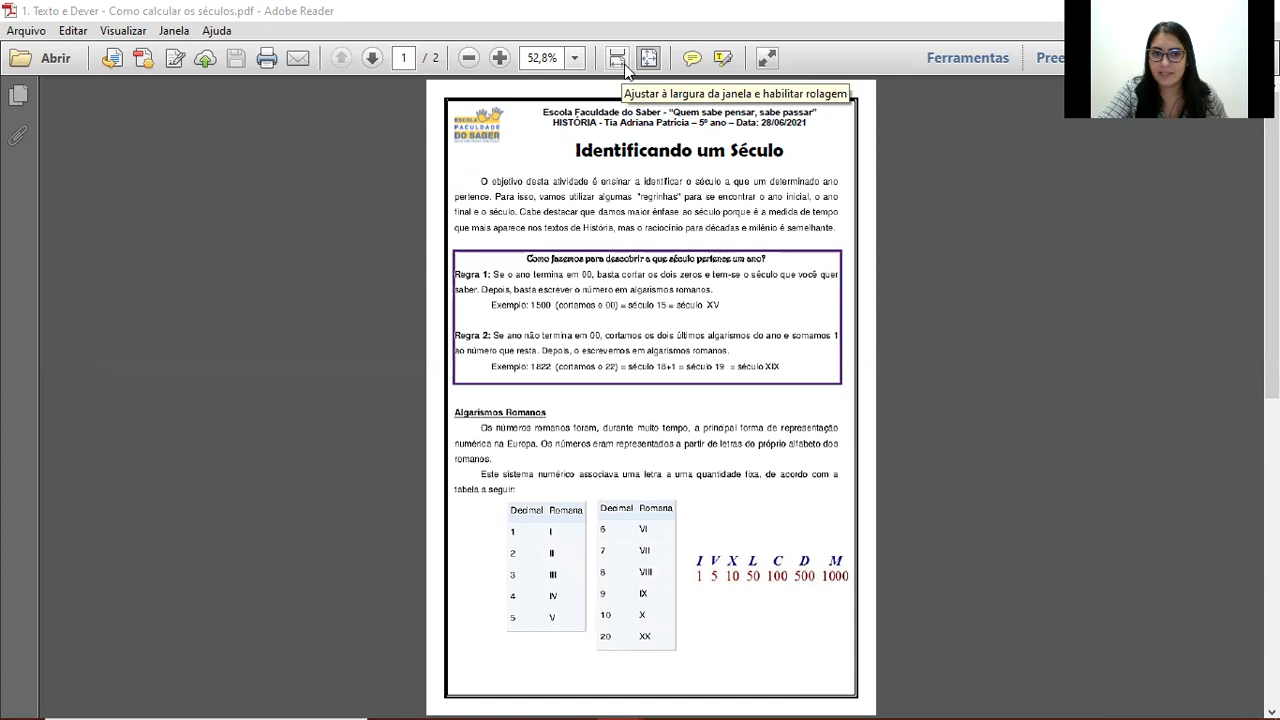 1. Texto e Dever - Como calcular os séculos.pdf - Adobe Reader
Arquivo Editar Visualizar Janela Ajuda
Abrir 1 / 2 52,8% Ferramentas Pree
Ajustar à largura da janela e habilitar rolagem
ESCOLA
FACULDADE
DO SABER
Escola Faculdade do Saber - "Quem sabe pensar, sabe passar"
HISTÓRIA - Tia Adriana Patrícia – 5º ano – Data: 28/06/2021
Identificando um Século
O objetivo desta atividade é ensinar a identificar o século a que um determinado ano
pertence. Para isso, vamos utilizar algumas "regrinhas" para se encontrar o ano inicial, o ano
final e o século. Cabe destacar que damos maior ênfase ao século porque é a medida de tempo
que mais aparece nos textos de História, mas o raciocínio para décadas e milênio é semelhante.
Como fazemos para descobrir a que século pertence um ano?
Regra 1: Se o ano termina em 00, basta cortar os dois zeros e tem-se o século que você quer
saber. Depois, basta escrever o número em algarismos romanos.
Exemplo: 1500 (cortamos o 00) = século 15 = século XV
Regra 2: Se ano não termina em 00, cortamos os dois últimos algarismos do ano e somamos 1
ao número que resta. Depois, o escrevemos em algarismos romanos.
Exemplo: 1822 (cortamos o 22) = século 18+1 = século 19 = século XIX
Algarismos Romanos
Os números romanos foram, durante muito tempo, a principal forma de representação
numérica na Europa. Os números eram representados a partir de letras do próprio alfabeto dos
romanos.
Este sistema numérico associava uma letra a uma quantidade fixa, de acordo com a
tabela a seguir:
Decimal Romana
1 I
2 II
3 III
4 IV
5 V
Decimal Romana
6 VI
7 VII
8 VIII
9 IX
10 X
20 XX
I V X L C D M
1 5 10 50 100 500 1000